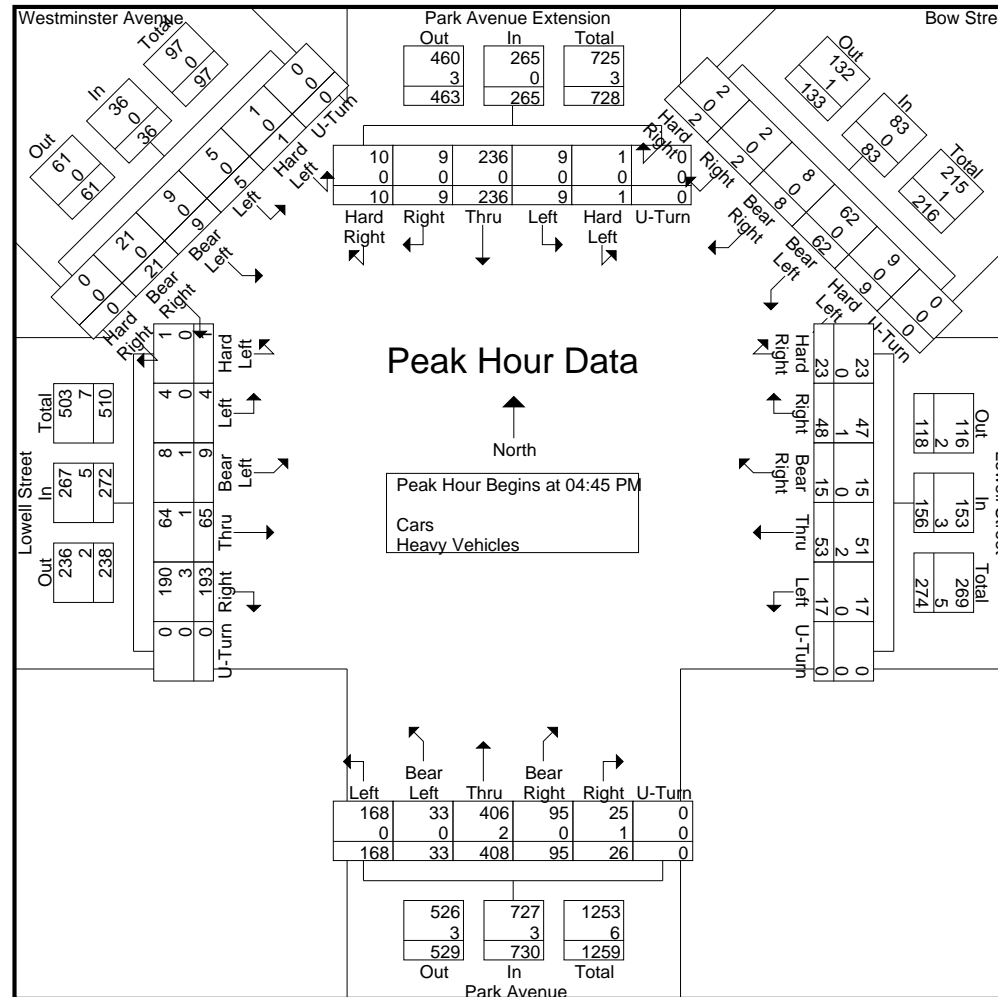 Westminster Avenue
Park Avenue Extension
Bow Stre
Out In Total
460 265 725
3 0 3
463 265 728
Total
97
0
97
In
36
0
36
Out
61
0
61
Out
132
1
133
In
83
0
83
Total
215
1
216
0 1 5 9 21 0
0 0 0 0 0 0
0 1 5 9 21 0
U-Turn
Hard Left
Left
Bear Left
Bear Right
Hard Right
10 9 236 9 1 0
0 0 0 0 0 0
10 9 236 9 1 0
Hard Right
Right
Thru
Left
Hard Left
U-Turn
2 2 8 62 9 0
0 0 0 0 0 0
2 2 8 62 9 0
Hard Right
Right
Bear Right
Bear Left
Hard Left
U-Turn
Lowell Street
Total
503
7
510
In
267
5
272
Out
236
2
238
1 0 1
4 0 4
8 1 9
64 1 65
190 3 193
0 0 0
Hard Left
Left
Bear Left
Thru
Right
U-Turn
Peak Hour Data
North
Peak Hour Begins at 04:45 PM
Cars
Heavy Vehicles
Hard Right
Right
Bear Right
Thru
Left
U-Turn
23 0 23
48 1 47
15 0 15
53 2 51
17 0 17
0 0 0
Out
116
2
118
In
153
3
156
Total
269
5
274
Lowell Street
Left
Bear Left
Thru
Bear Right
Right
U-Turn
168 33 406 95 25 0
0 0 2 0 1 0
168 33 408 95 26 0
526 727 1253
3 3 6
529 730 1259
Out In Total
Park Avenue